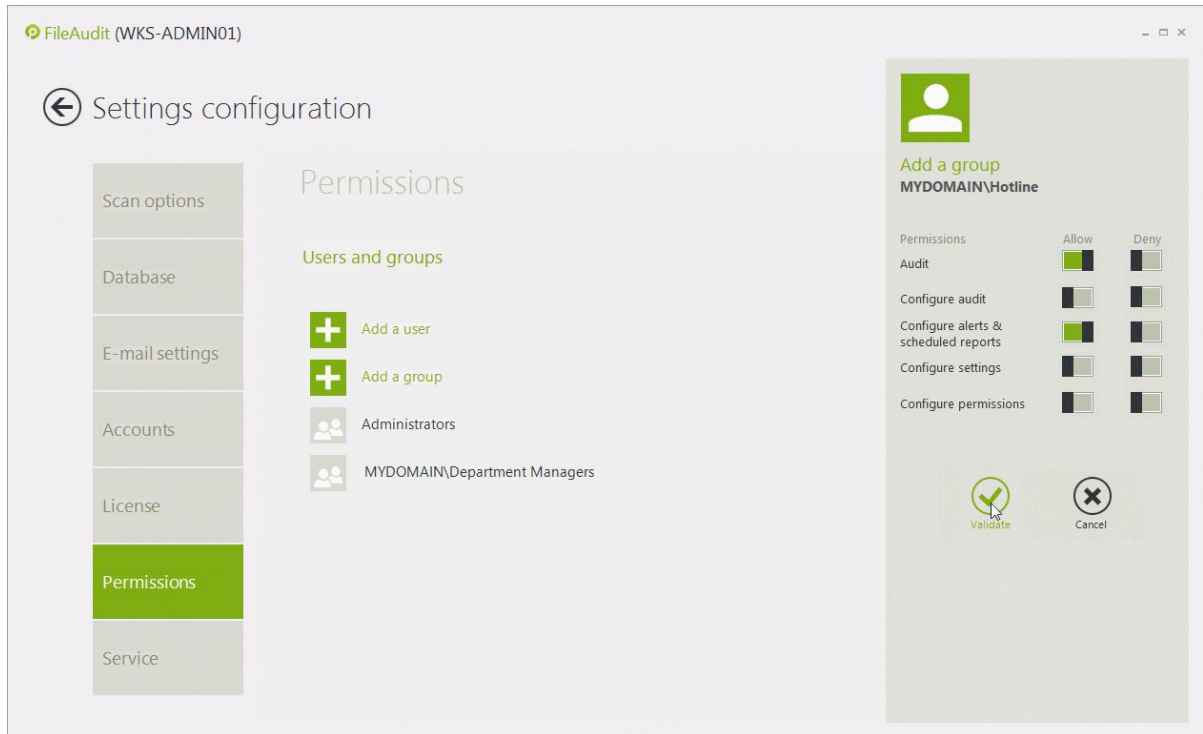 FileAudit (WKS-ADMIN01)
Settings configuration
Scan options
Database
E-mail settings
Accounts
License
Permissions
Service
Permissions
Users and groups
Add a user
Add a group
Administrators
MYDOMAIN\Department Managers
Add a group
MYDOMAIN\Hotline
Permissions Allow Deny
Audit
Configure audit
Configure alerts &
scheduled reports
Configure settings
Configure permissions
Validate Cancel